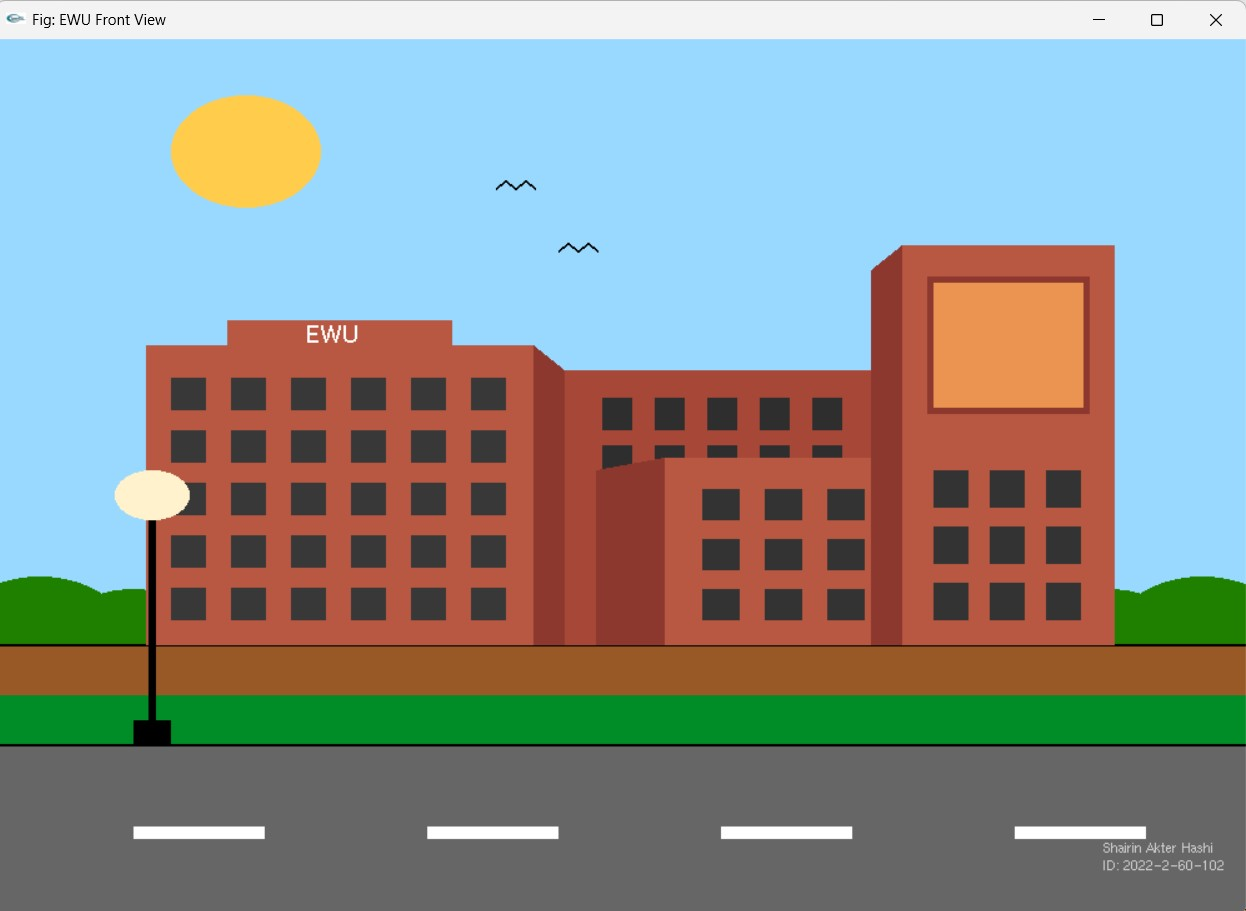 Fig: EWU Front View
EWU
Shairin Akter Hashi
ID: 2022-2-60-102